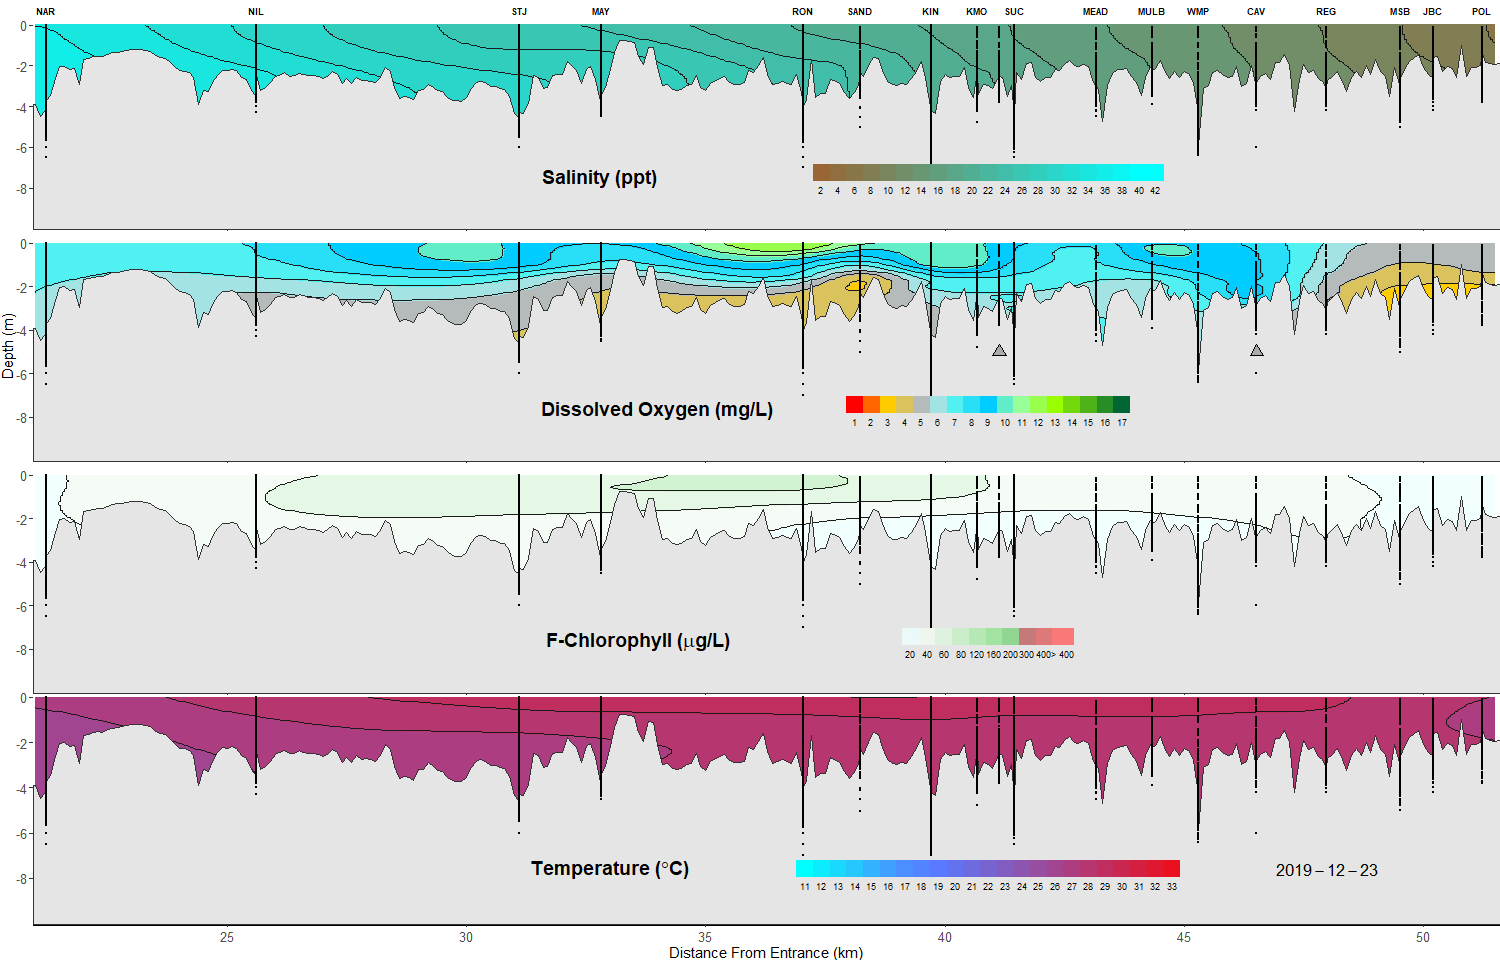 NAR NIL STJ MAY RON SAND KIN KMO SUC MEAD MULB WMP CAV REG MSB JBC POL
0
-2
-4
-6
-8
Salinity (ppt)
2 4 6 8 10 12 14 16 18 20 22 24 26 28 30 32 34 36 38 40 42
0
-2
-4
-6
-8
Depth (m)
Dissolved Oxygen (mg/L)
1 2 3 4 5 6 7 8 9 10 11 12 13 14 15 16 17
0
-2
-4
-6
-8
F-Chlorophyll (μg/L)
20 40 60 80 120 160 200 300 400 > 400
0
-2
-4
-6
-8
Temperature (°C)
11 12 13 14 15 16 17 18 19 20 21 22 23 24 25 26 27 28 29 30 31 32 33
2019 – 12 – 23
25 30 35 40 45 50
Distance From Entrance (km)